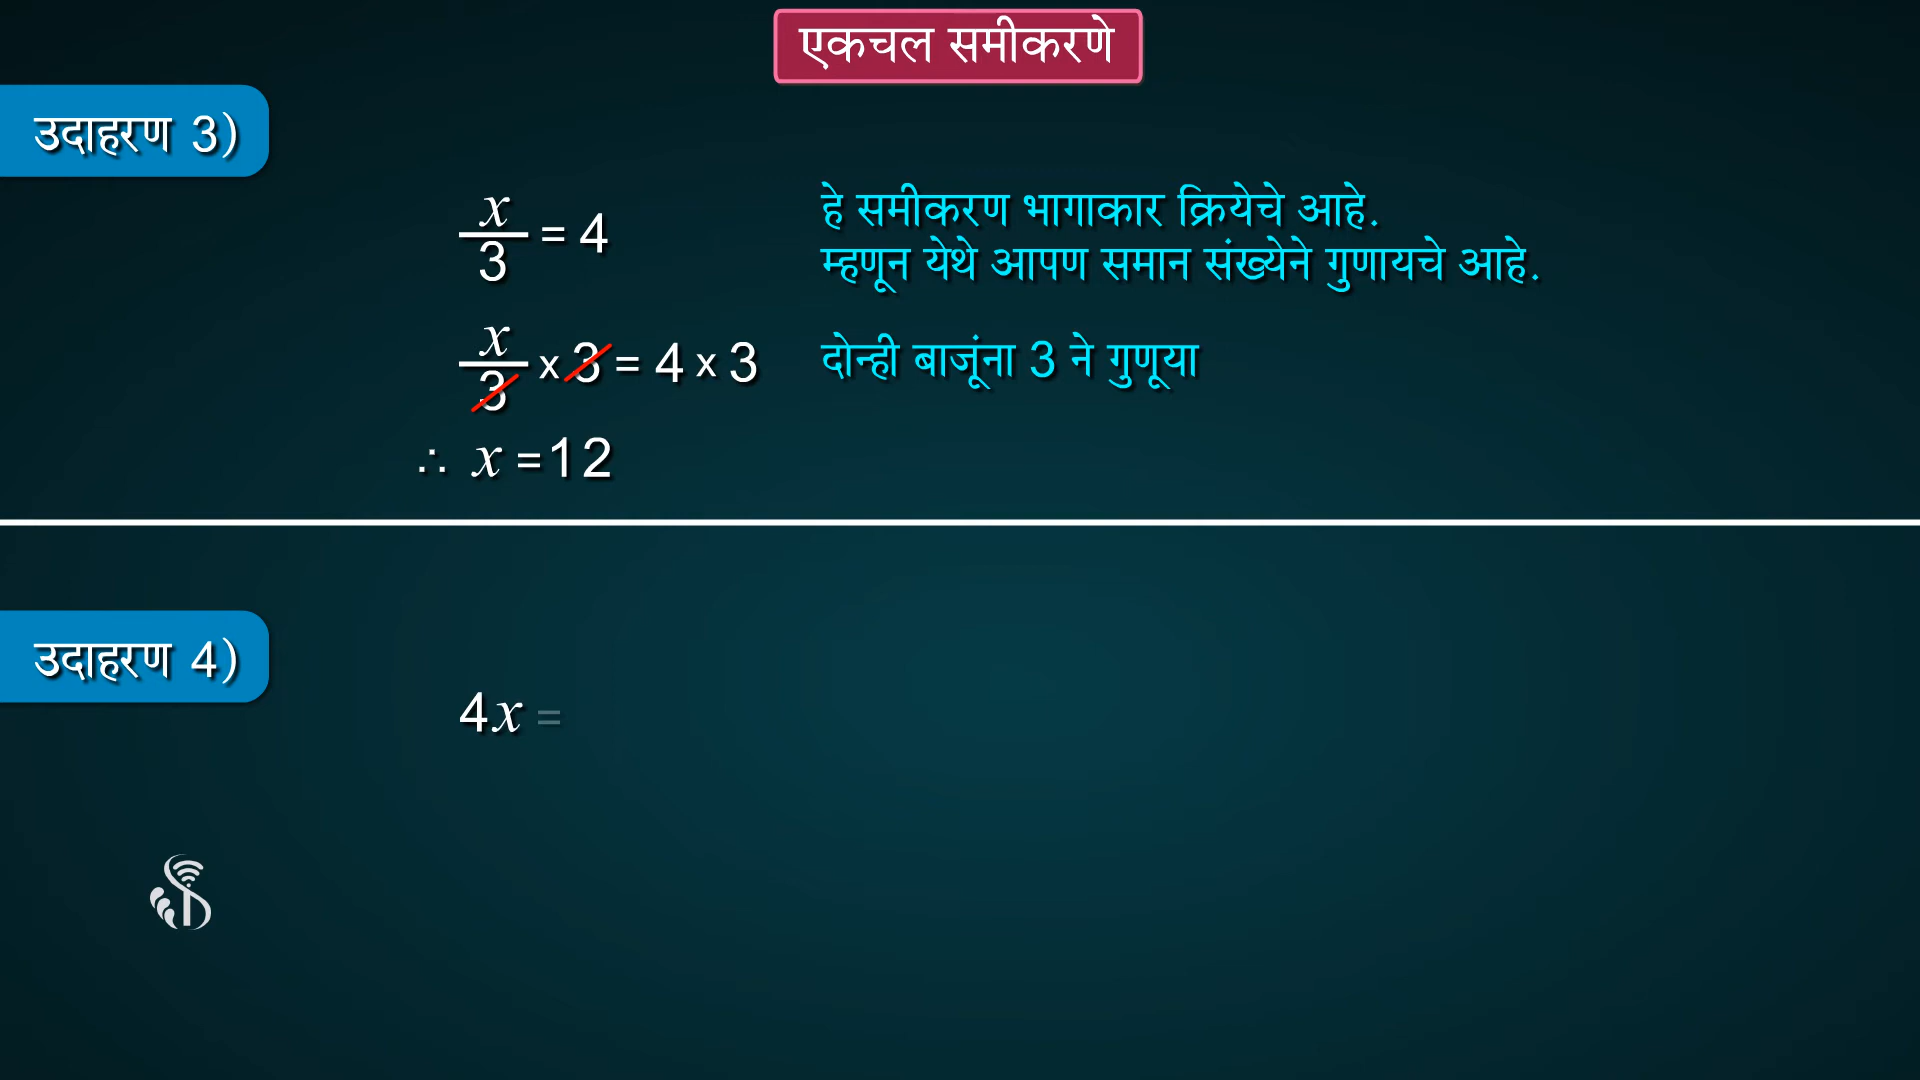 एकचल समीकरणे
उदाहरण 3)
x/3 = 4
हे समीकरण भागाकार क्रियेचे आहे.
म्हणून येथे आपण समान संख्येने गुणायचे आहे.
x/3 x 3 = 4 x 3
दोन्ही बाजूंना 3 ने गुणूया
∴ x =12
उदाहरण 4)
4x =